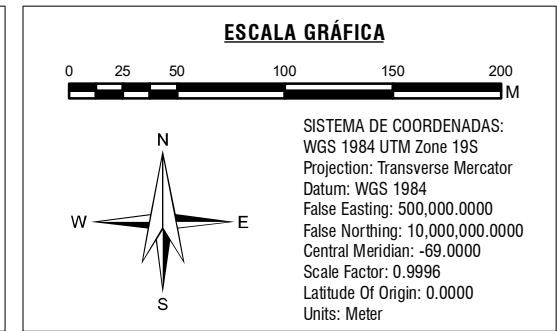 ESCALA GRÁFICA
0 25 50 100 150 200
M
N
W E
S
SISTEMA DE COORDENADAS:
WGS 1984 UTM Zone 19S
Projection: Transverse Mercator
Datum: WGS 1984
False Easting: 500,000.0000
False Northing: 10,000,000.0000
Central Meridian: -69.0000
Scale Factor: 0.9996
Latitude Of Origin: 0.0000
Units: Meter